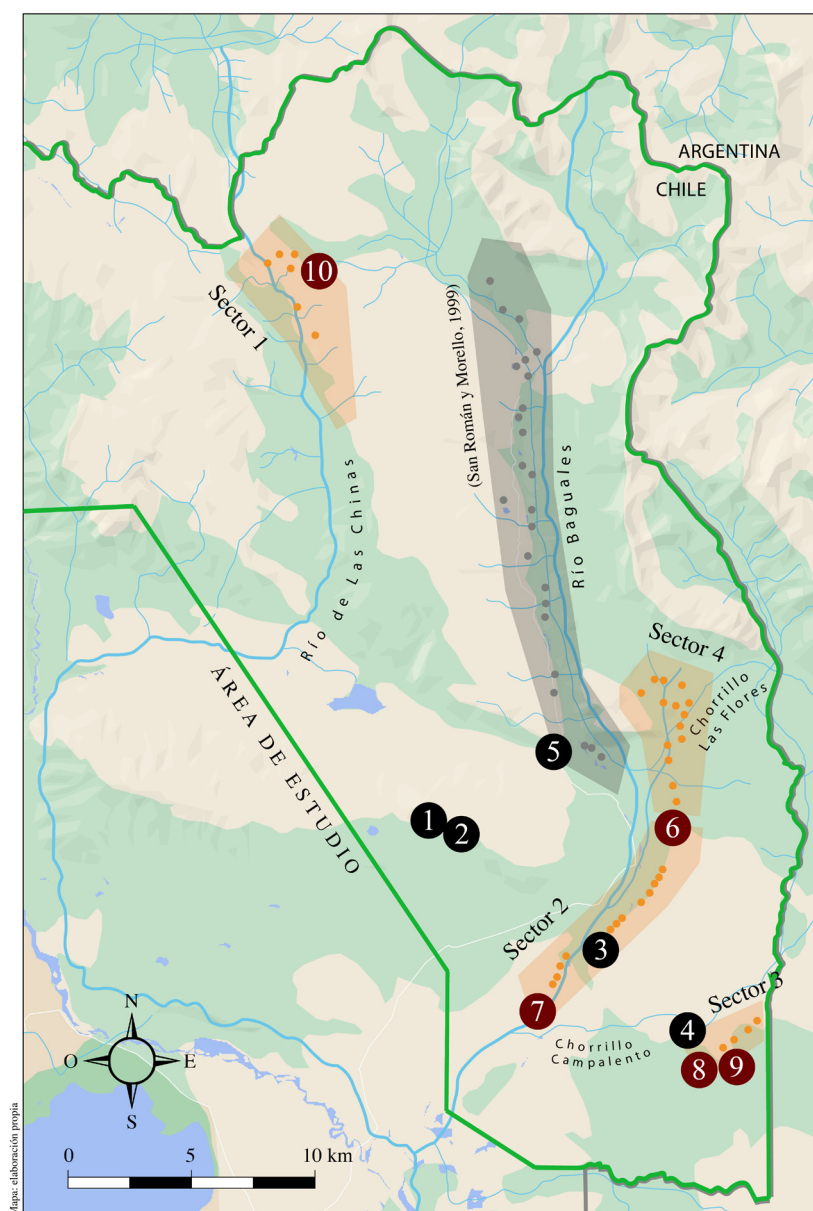 ARGENTINA
CHILE
10
Sector 1
(San Román y Morello, 1999)
Río de Las Chinas
Río Baguales
Sector 4
Chorrillo
Las Flores
ÁREA DE ESTUDIO
5
1
2
6
Sector 2
3
7
Sector 3
4
Chorrillo
Campalento
8
9
N
O
E
S
0
5
10 km
Mapa: elaboración propia